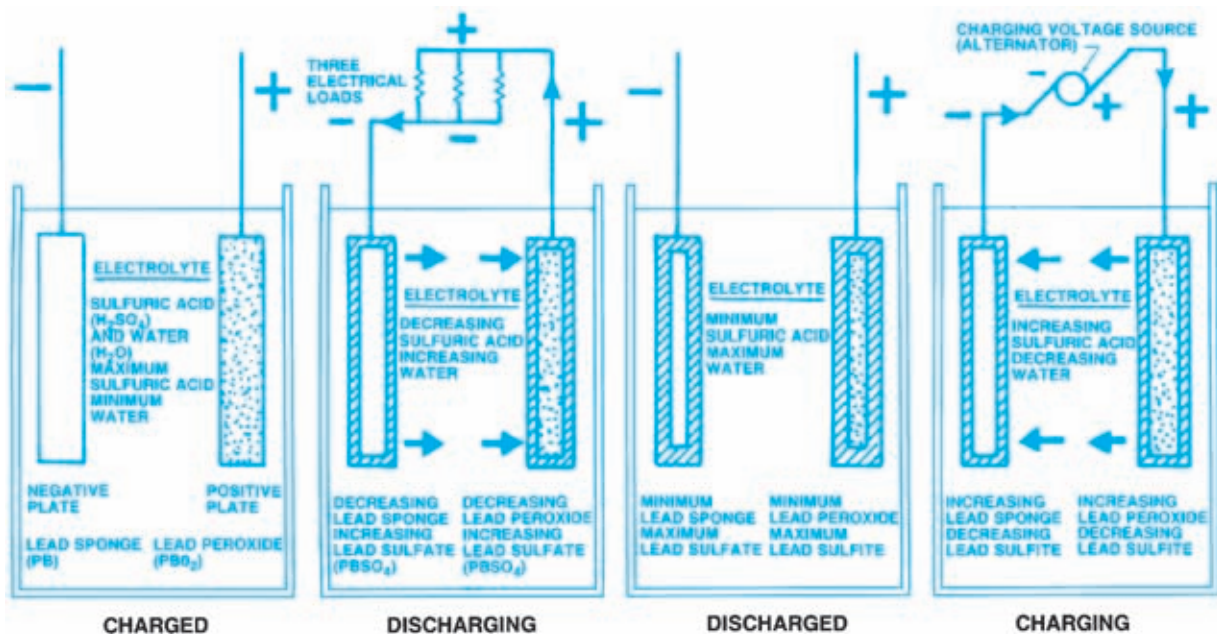 -
+
ELECTROLYTE
SULFURIC ACID
(H2SO4)
AND WATER
(H2O)
MAXIMUM
SULFURIC ACID
MINIMUM
WATER
NEGATIVE
PLATE
POSITIVE
PLATE
LEAD SPONGE
(PB)
LEAD PEROXIDE
(PB02)
CHARGED
+
THREE
ELECTRICAL
LOADS
-
-
+
ELECTROLYTE
DECREASING
SULFURIC ACID
INCREASING
WATER
DECREASING
LEAD SPONGE
INCREASING
LEAD SULFATE
(PBSO4)
DECREASING
LEAD PEROXIDE
INCREASING
LEAD SULFATE
(PBSO4)
DISCHARGING
-
+
ELECTROLYTE
MINIMUM
SULFURIC ACID
MAXIMUM
WATER
MINIMUM
LEAD SPONGE
MAXIMUM
LEAD SULFATE
MINIMUM
LEAD PEROXIDE
MAXIMUM
LEAD SULFITE
DISCHARGED
CHARGING VOLTAGE SOURCE
(ALTERNATOR)
-
+
-
+
ELECTROLYTE
INCREASING
SULFURIC ACID
DECREASING
WATER
INCREASING
LEAD SPONGE
DECREASING
LEAD SULFITE
INCREASING
LEAD PEROXIDE
DECREASING
LEAD SULFITE
CHARGING